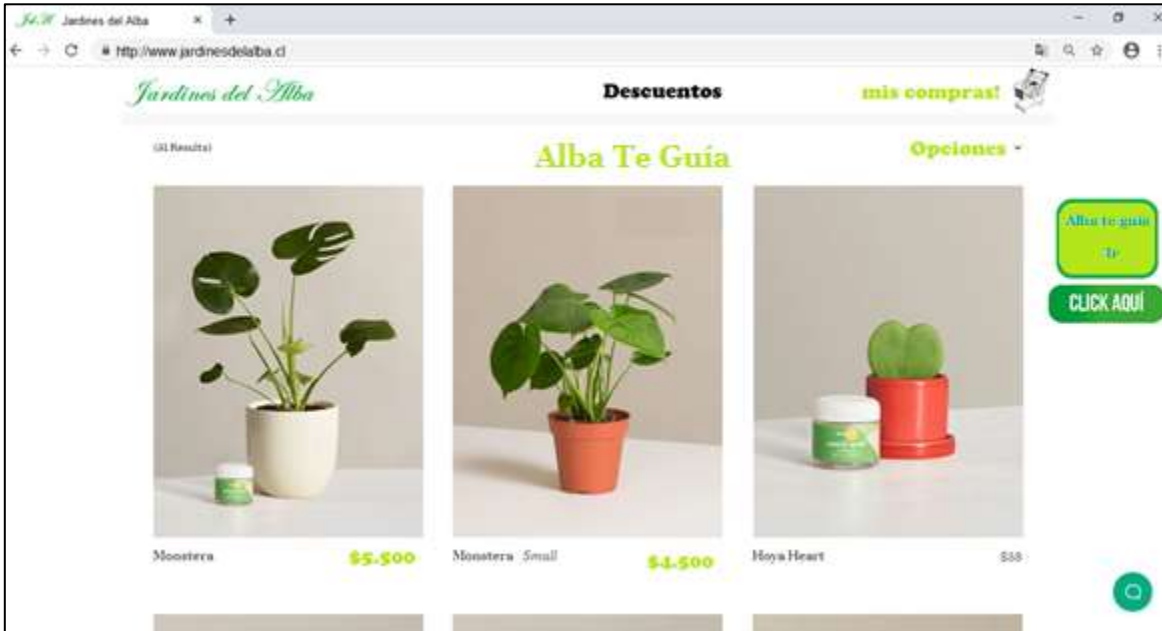 Jardines del Alba
http://www.jardinesdelalba.cl
Jardines del Alba
Descuentos
mis compras!
Alba Te Guía
Opciones
Alba te guía
CLICK AQUÍ
Monstera
$5.500
Monstera Small
$4.500
Hoya Heart